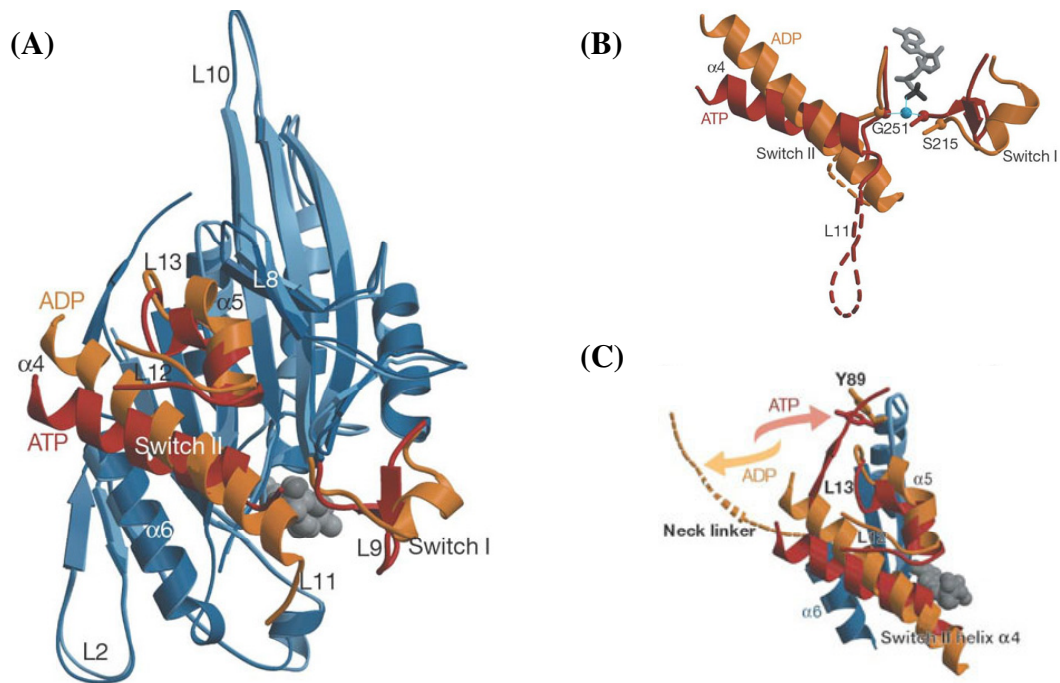 (A)
L10
L13
L8
ADP
α5
α4
L12
ATP
Switch II
α6
L9
Switch I
L11
L2
(B)
ADP
α4
ATP
G251
S215
Switch II
Switch I
L11
(C)
Y89
ATP
ADP
L13
α5
Neck linker
L12
α6
Switch II helix α4